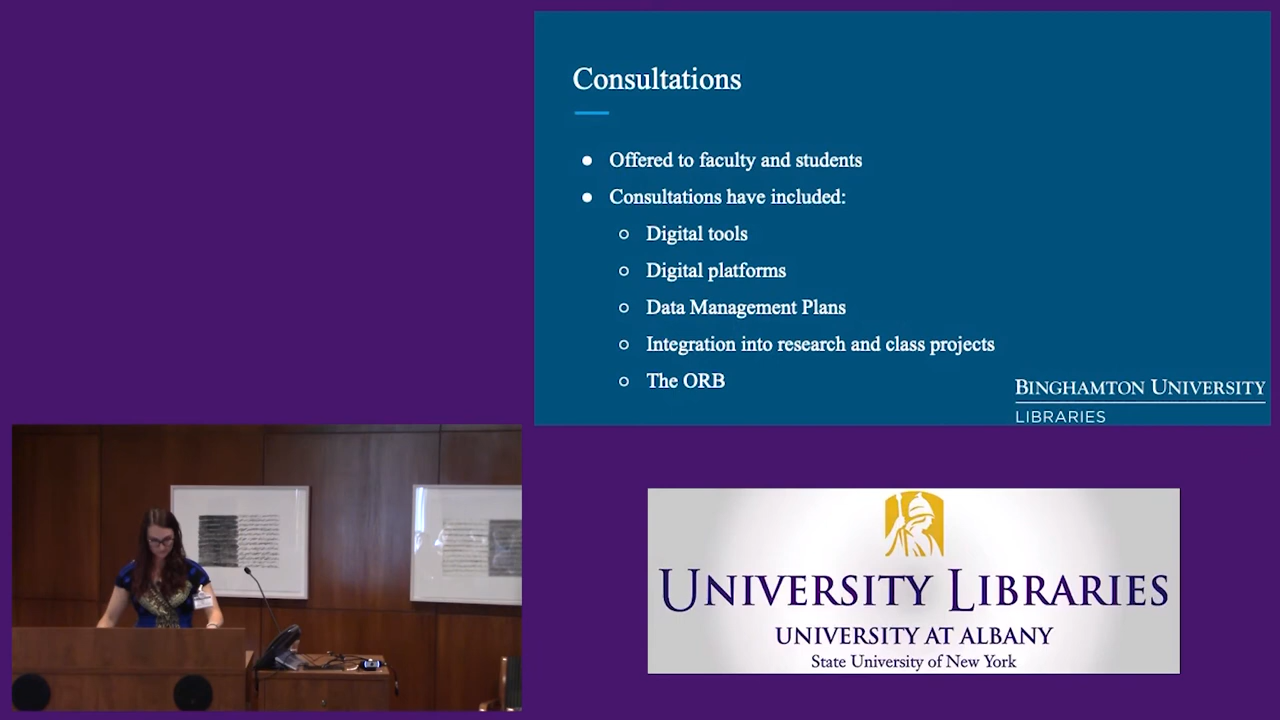 Consultations
● Offered to faculty and students
● Consultations have included:
○ Digital tools
○ Digital platforms
○ Data Management Plans
○ Integration into research and class projects
○ The ORB
BINGHAMTON UNIVERSITY
LIBRARIES
UNIVERSITY LIBRARIES
UNIVERSITY AT ALBANY
State University of New York